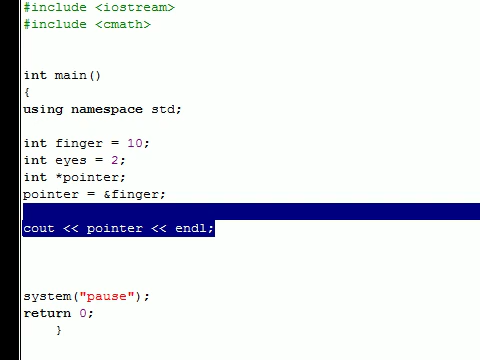 #include <iostream>
#include <cmath>
int main()
{
using namespace std;
int finger = 10;
int eyes = 2;
int *pointer;
pointer = &finger;
cout << pointer << endl;
system("pause");
return 0;
}